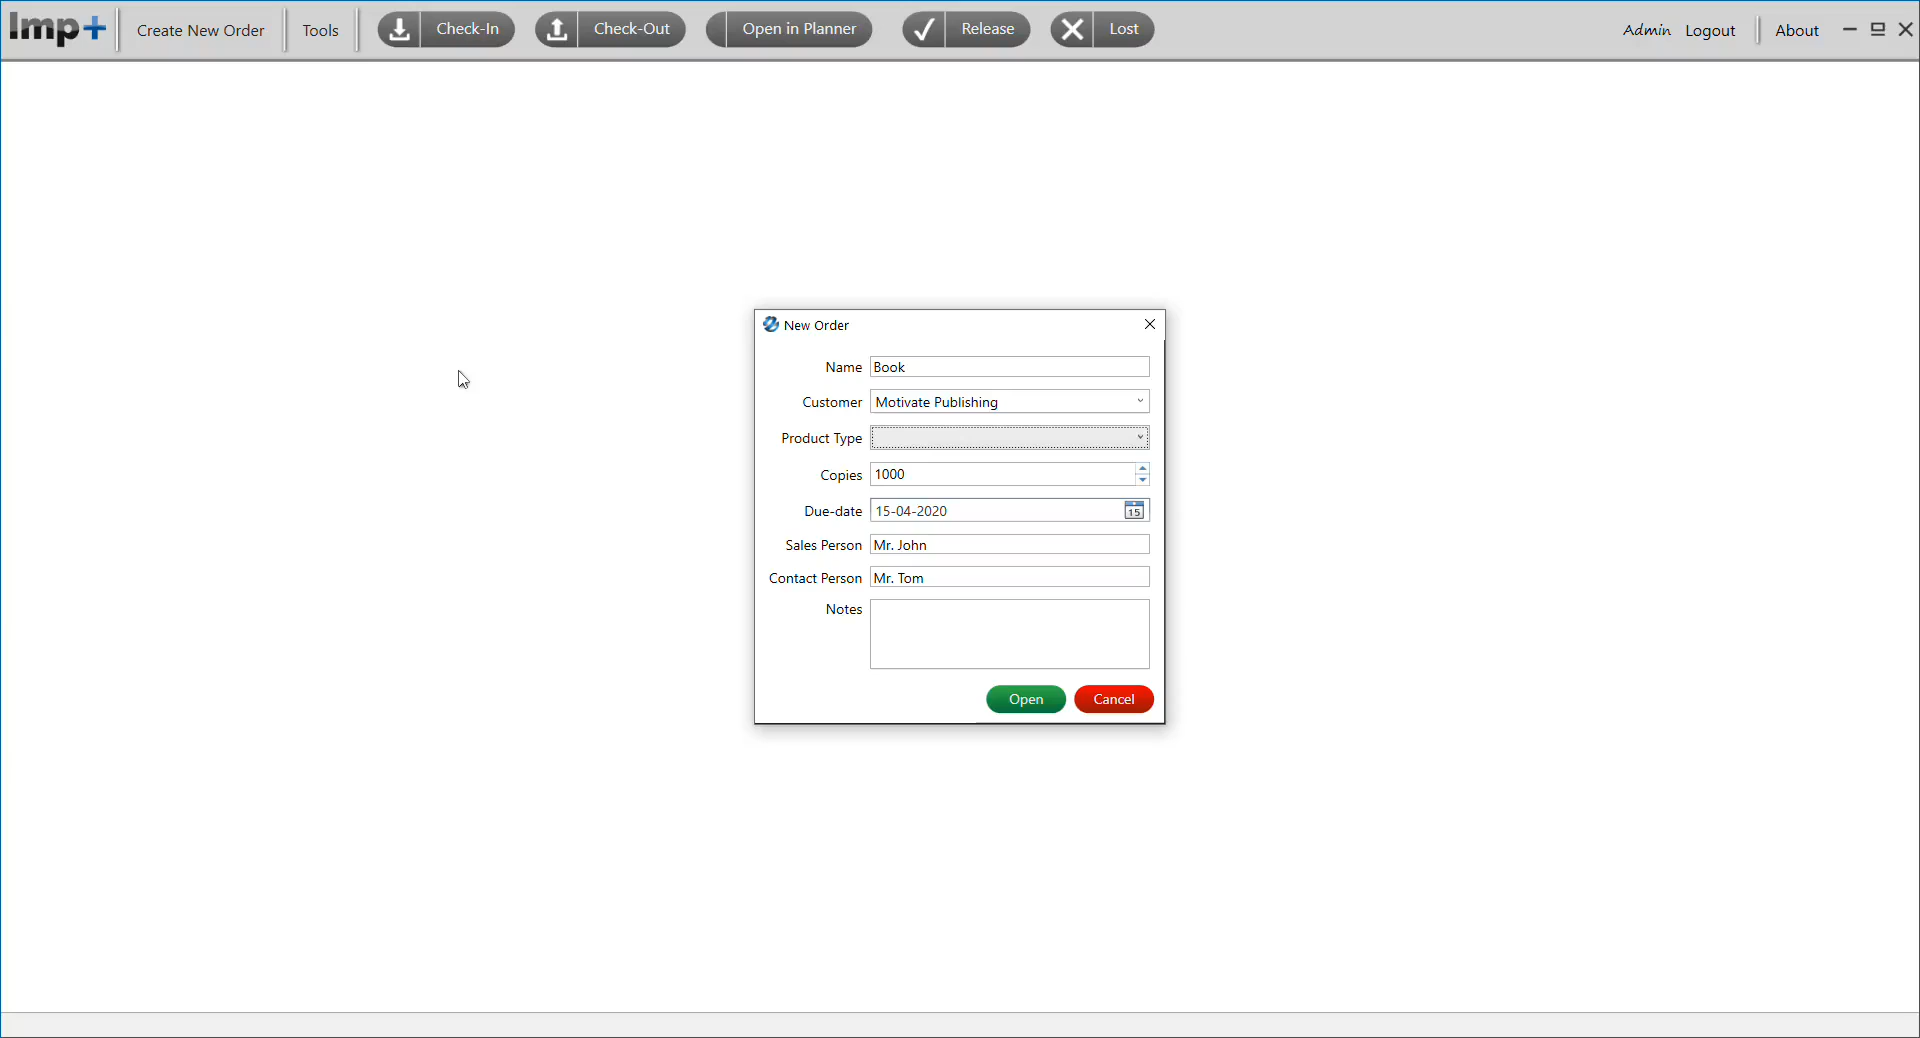 Imp+ Create New Order Tools Check-In Check-Out Open in Planner Release Lost Admin Logout About
New Order
Name Book
Customer Motivate Publishing
Product Type
Copies 1000
Due-date 15-04-2020 15
Sales Person Mr. John
Contact Person Mr. Tom
Notes
Open Cancel